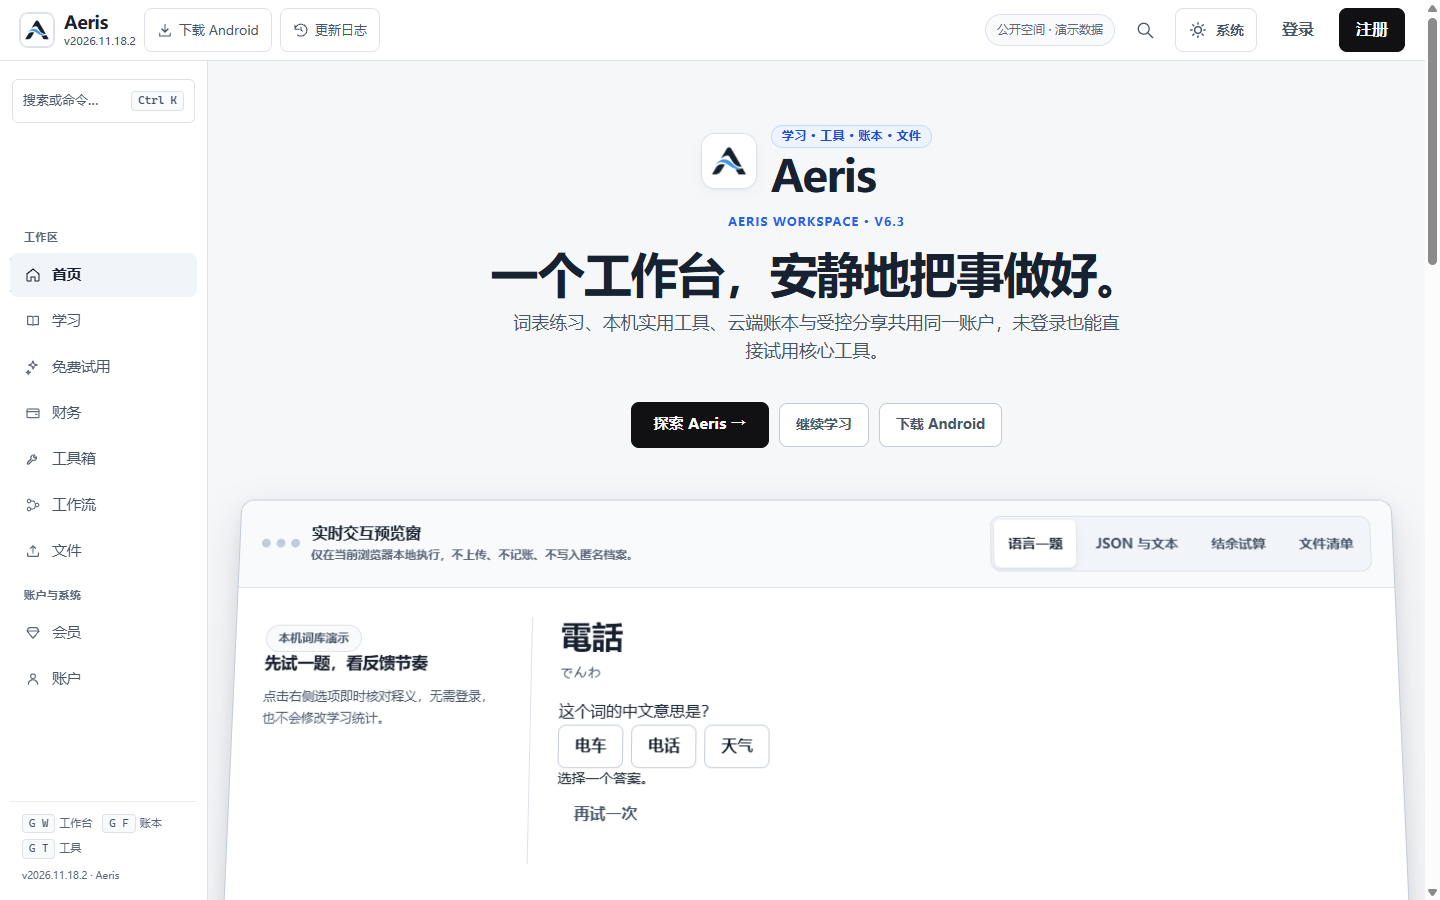 Aeris
v2026.11.18.2
下载 Android
更新日志
公开空间 · 演示数据
系统
登录
注册
搜索或命令...
Ctrl K
工作区
首页
学习
免费试用
财务
工具箱
工作流
文件
账户与系统
会员
账户
G W 工作台 G F 账本
G T 工具
v2026.11.18.2 · Aeris
学习 • 工具 • 账本 • 文件
Aeris
AERIS WORKSPACE • V6.3
一个工作台，安静地把事做好。
词表练习、本机实用工具、云端账本与受控分享共用同一账户，未登录也能直
接试用核心工具。
探索 Aeris →
继续学习
下载 Android
实时交互预览窗
仅在当前浏览器本地执行，不上传、不记账、不写入匿名档案。
语言一题
JSON 与文本
结余试算
文件清单
本机词库演示
先试一题，看反馈节奏
点击右侧选项即时核对释义，无需登录，
也不会修改学习统计。
電話
でんわ
这个词的中文意思是？
电车
电话
天气
选择一个答案。
再试一次